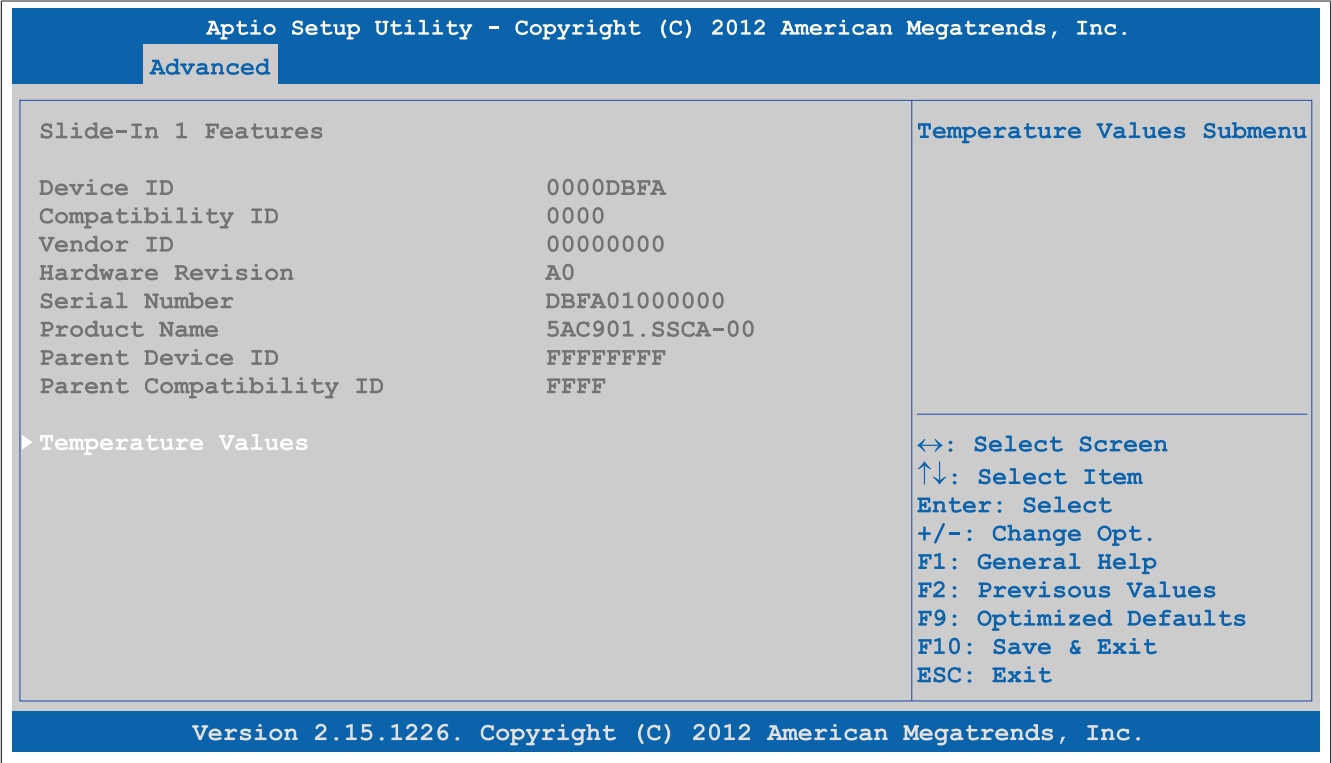 Aptio Setup Utility - Copyright (C) 2012 American Megatrends, Inc.
Advanced
Slide-In 1 Features
Device ID 0000DBFA
Compatibility ID 0000
Vendor ID 00000000
Hardware Revision A0
Serial Number DBFA01000000
Product Name 5AC901.SSCA-00
Parent Device ID FFFFFFFF
Parent Compatibility ID FFFF
Temperature Values
Temperature Values Submenu
↔: Select Screen
↑↓: Select Item
Enter: Select
+/-: Change Opt.
F1: General Help
F2: Previsous Values
F9: Optimized Defaults
F10: Save & Exit
ESC: Exit
Version 2.15.1226. Copyright (C) 2012 American Megatrends, Inc.